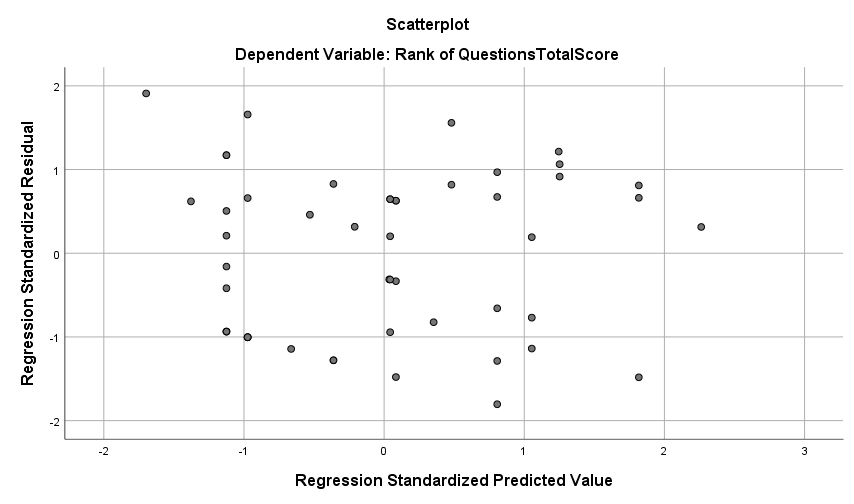 Scatterplot
Dependent Variable: Rank of QuestionsTotalScore
Regression Standardized Residual
2
1
0
-1
-2
-2
-1
0
1
2
3
Regression Standardized Predicted Value